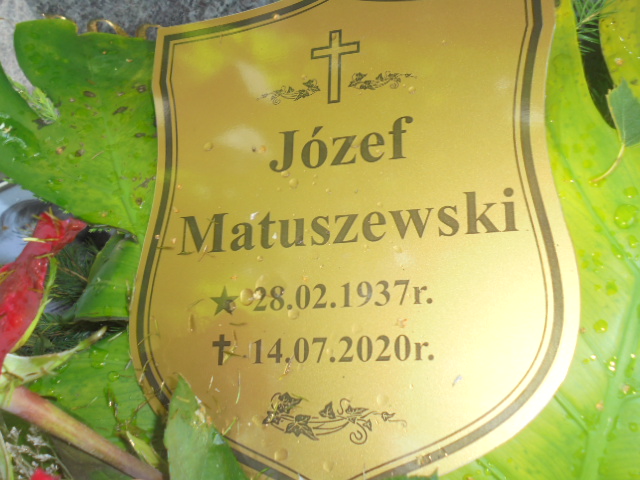 Józef
Matuszewski
★ 28.02.1937r.
✝ 14.07.2020r.